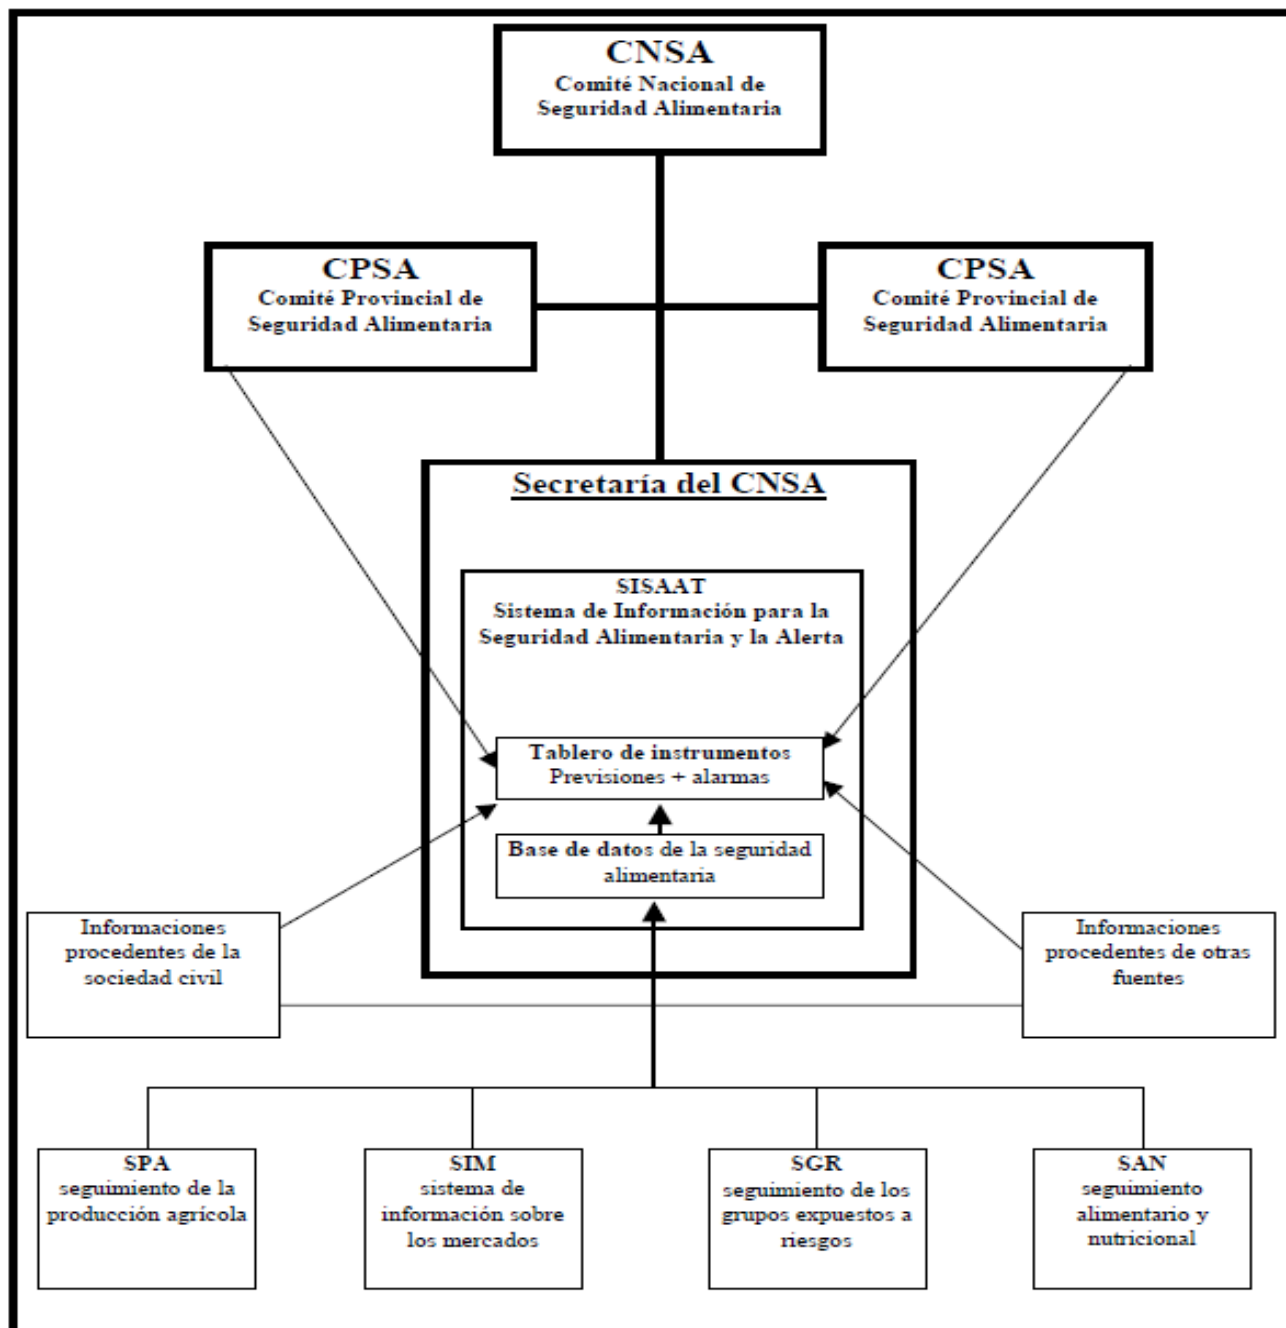 CNSA
Comité Nacional de
Seguridad Alimentaria
CPSA
Comité Provincial de
Seguridad Alimentaria
CPSA
Comité Provincial de
Seguridad Alimentaria
Secretaría del CNSA
SISAAT
Sistema de Información para la
Seguridad Alimentaria y la Alerta
Tablero de instrumentos
Previsiones + alarmas
Base de datos de la seguridad
alimentaria
Informaciones
procedentes de la
sociedad civil
Informaciones
procedentes de otras
fuentes
SPA
seguimiento de la
producción agrícola
SIM
sistema de
información sobre
los mercados
SGR
seguimiento de los
grupos expuestos a
riesgos
SAN
seguimiento
alimentario y
nutricional